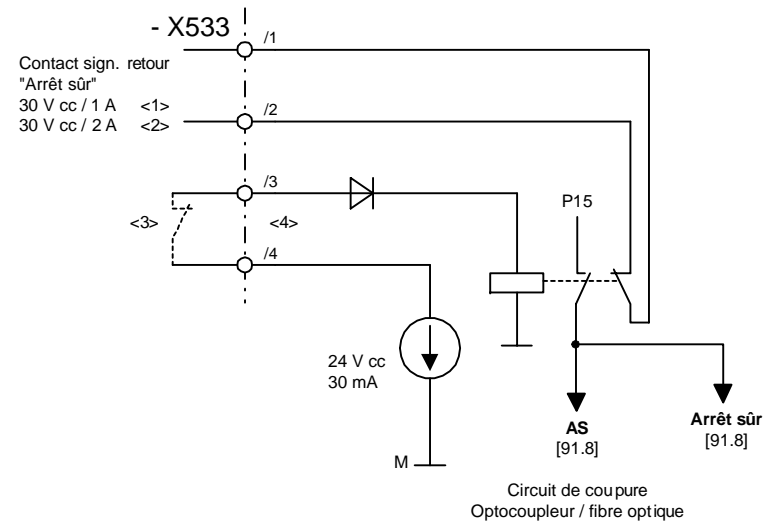 - X533
/1
Contact sign. retour
"Arrêt sûr"
30 V cc / 1 A <1>
30 V cc / 2 A <2>
/2
/3
P15
<3>
<4>
/4
24 V cc
30 mA
AS
[91.8]
Arrêt sûr
[91.8]
M
Circuit de coupure
Optocoupleur / fibre optique